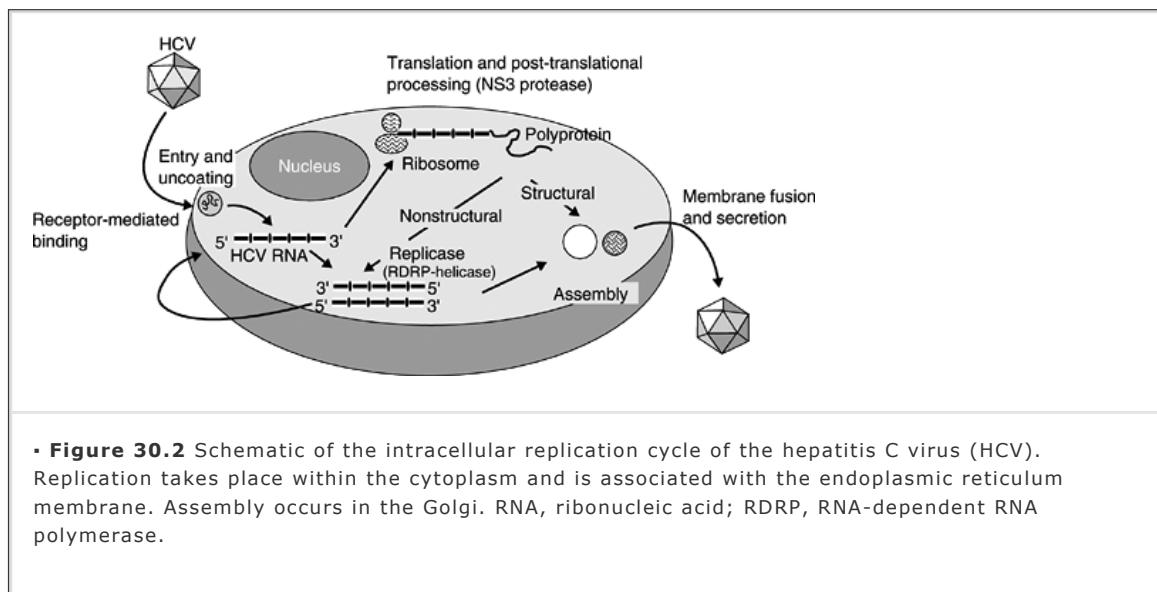 HCV
Translation and post-translational
processing (NS3 protease)
Polyprotein
Entry and
uncoating
Nucleus
Ribosome
Structural
Membrane fusion
and secretion
Receptor-mediated
binding
Nonstructural
5' 3'
HCV RNA
Replicase
(RDRP-helicase)
3' 5'
5' 3'
Assembly
▪ Figure 30.2 Schematic of the intracellular replication cycle of the hepatitis C virus (HCV).
Replication takes place within the cytoplasm and is associated with the endoplasmic reticulum
membrane. Assembly occurs in the Golgi. RNA, ribonucleic acid; RDRP, RNA-dependent RNA
polymerase.